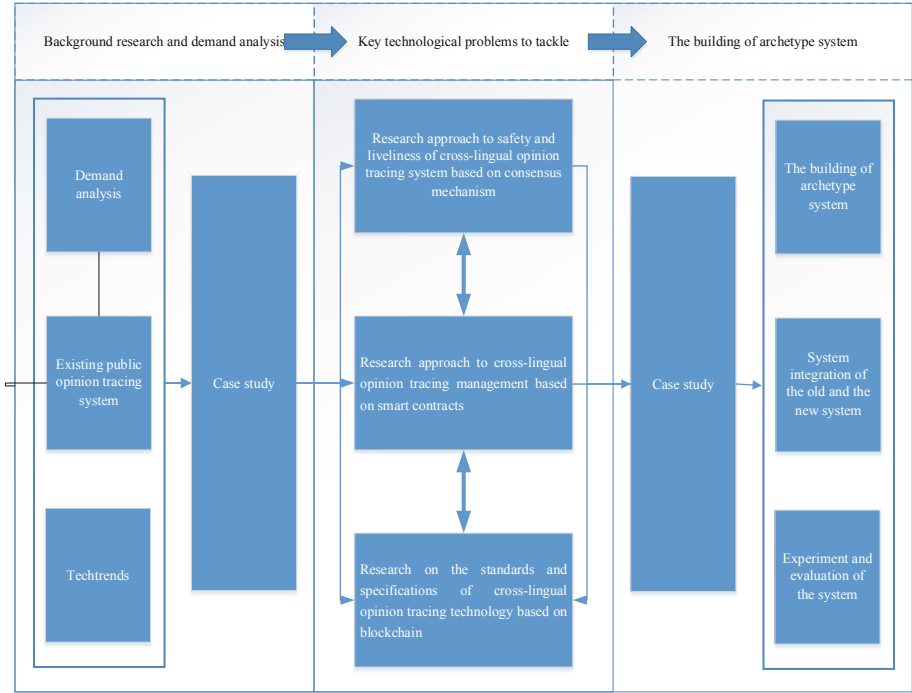 Background research and demand analysis
Key technological problems to tackle
The building of archetype system
Demand
analysis
Existing public
opinion tracing
system
Techtrends
Case study
Research approach to safety and
liveliness of cross-lingual opinion
tracing system based on consensus
mechanism
Research approach to cross-lingual
opinion tracing management based
on smart contracts
Research on the standards and
specifications of cross-lingual
opinion tracing technology based on
blockchain
Case study
The building of
archetype
system
System
integration of
the old and the
new system
Experiment and
evaluation of
the system